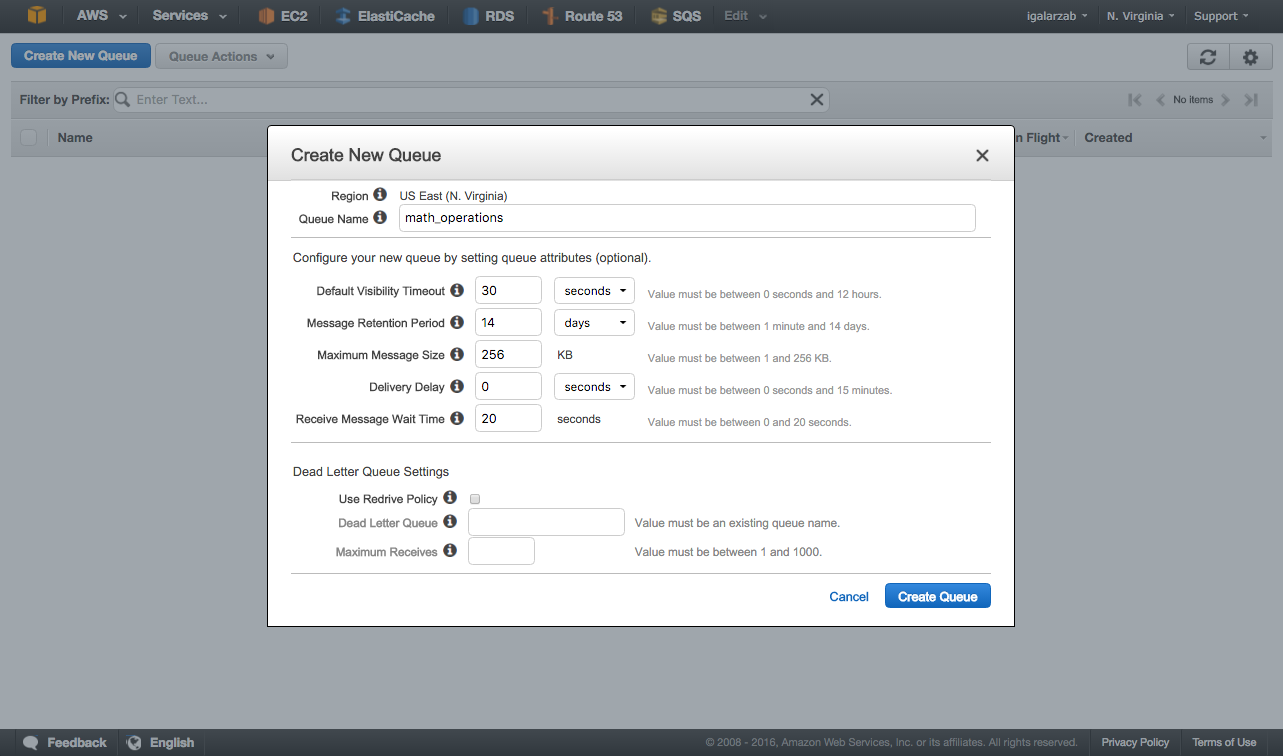 AWS Services EC2 ElastiCache RDS Route 53 SQS Edit igalarzab N. Virginia Support
Create New Queue Queue Actions
Filter by Prefix: Enter Text... No items
Name n Flight Created
Create New Queue
Region US East (N. Virginia)
Queue Name math_operations
Configure your new queue by setting queue attributes (optional).
Default Visibility Timeout 30 seconds Value must be between 0 seconds and 12 hours.
Message Retention Period 14 days Value must be between 1 minute and 14 days.
Maximum Message Size 256 KB Value must be between 1 and 256 KB.
Delivery Delay 0 seconds Value must be between 0 seconds and 15 minutes.
Receive Message Wait Time 20 seconds Value must be between 0 and 20 seconds.
Dead Letter Queue Settings
Use Redrive Policy
Dead Letter Queue Value must be an existing queue name.
Maximum Receives Value must be between 1 and 1000.
Cancel Create Queue
Feedback English © 2008 - 2016, Amazon Web Services, Inc. or its affiliates. All rights reserved. Privacy Policy Terms of Use